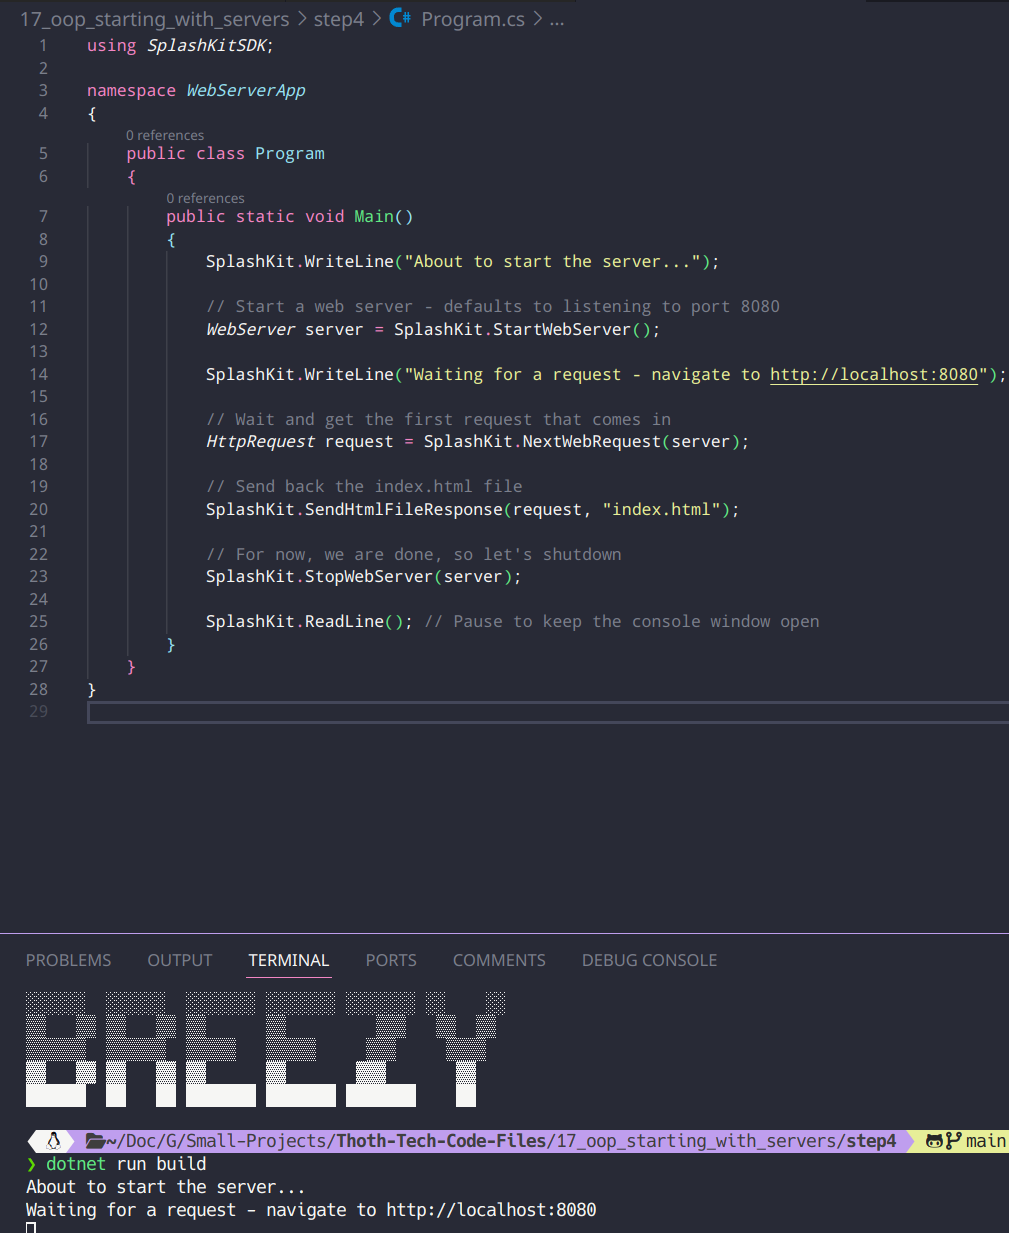 17_oop_starting_with_servers > step4 > C# Program.cs > ...
1 using SplashKitSDK;
2
3 namespace WebServerApp
4 {
0 references
5 public class Program
6 {
0 references
7 public static void Main()
8 {
9 SplashKit.WriteLine("About to start the server...");
10
11 // Start a web server - defaults to listening to port 8080
12 WebServer server = SplashKit.StartWebServer();
13
14 SplashKit.WriteLine("Waiting for a request - navigate to http://localhost:8080");
15
16 // Wait and get the first request that comes in
17 HttpRequest request = SplashKit.NextWebRequest(server);
18
19 // Send back the index.html file
20 SplashKit.SendHtmlFileResponse(request, "index.html");
21
22 // For now, we are done, so let's shutdown
23 SplashKit.StopWebServer(server);
24
25 SplashKit.ReadLine(); // Pause to keep the console window open
26 }
27 }
28 }
29
PROBLEMS OUTPUT TERMINAL PORTS COMMENTS DEBUG CONSOLE
BREEZY
~/Doc/G/Small-Projects/Thoth-Tech-Code-Files/17_oop_starting_with_servers/step4 main
❯ dotnet run build
About to start the server...
Waiting for a request - navigate to http://localhost:8080